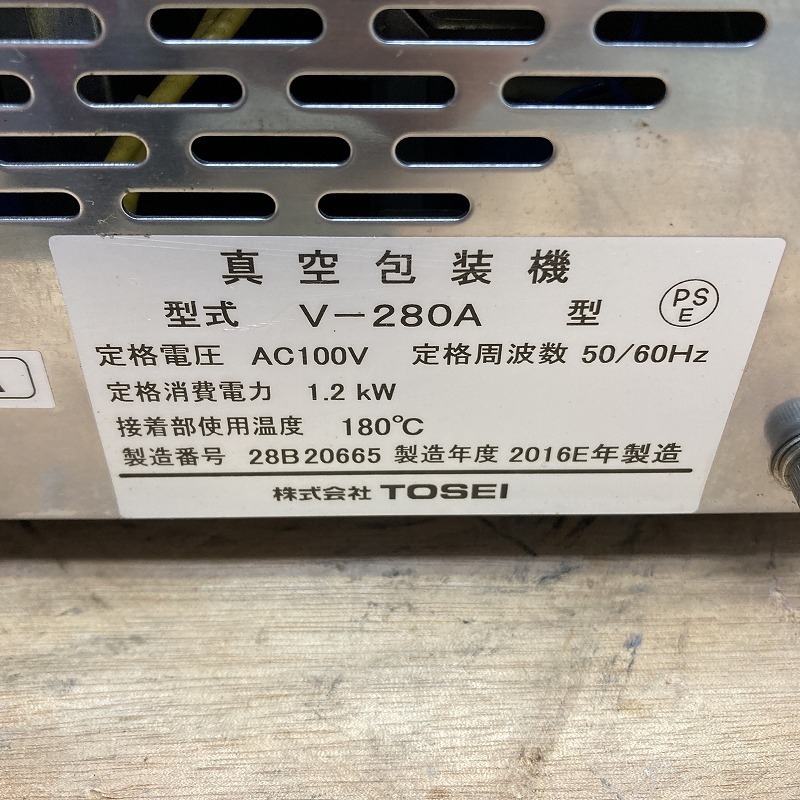 真空包装機
型式 V-280A 型 PSE
定格電圧 AC100V 定格周波数 50/60Hz
定格消費電力 1.2 kW
接着部使用温度 180℃
製造番号 28B20665 製造年度 2016E年製造
株式会社 TOSEI
A